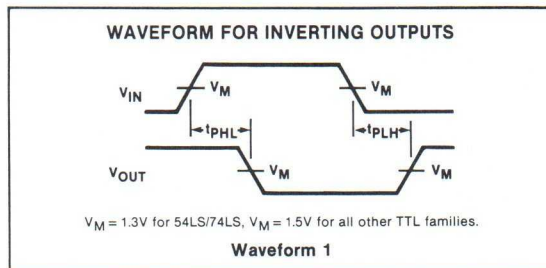 WAVEFORM FOR INVERTING OUTPUTS
VIN
VM
VM
tPHL
tPLH
VOUT
VM
VM
VM = 1.3V for 54LS/74LS, VM = 1.5V for all other TTL families.
Waveform 1